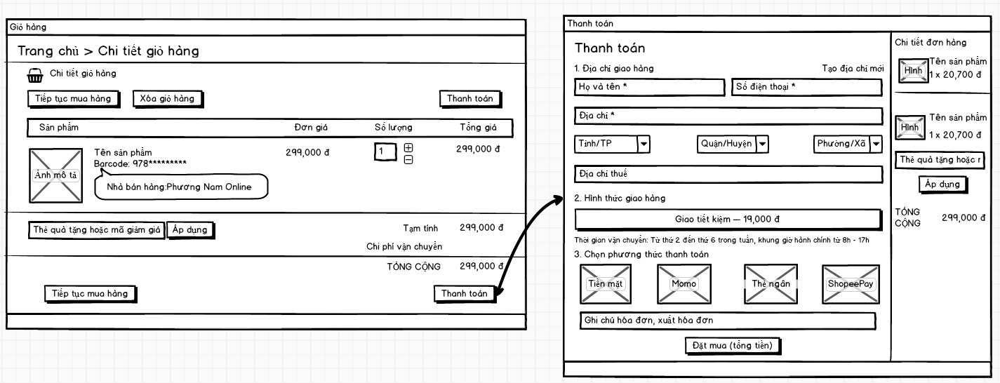 Giỏ hàng
Trang chủ > Chi tiết giỏ hàng
Chi tiết giỏ hàng
Tiếp tục mua hàng
Xóa giỏ hàng
Thanh toán
Sản phẩm
Đơn giá
Số lượng
Tổng giá
Ảnh mô tả
Tên sản phẩm
Barcode: 978*********
Nhà bán hàng:Phương Nam Online
299,000 đ
1
299,000 đ
Thẻ quà tặng hoặc mã giảm giá
Áp dụng
Tạm tính
299,000 đ
Chi phí vận chuyển
TỔNG CỘNG
299,000 đ
Tiếp tục mua hàng
Thanh toán
Thanh toán
Thanh toán
1. Địa chỉ giao hàng
Tạo địa chỉ mới
Họ và tên *
Số điện thoại *
Địa chỉ *
Tỉnh/TP
Quận/Huyện
Phường/Xã
Địa chỉ thuế
2. Hình thức giao hàng
Giao tiết kiệm — 19,000 đ
Thời gian vận chuyển: Từ thứ 2 đến thứ 6 trong tuần, khung giờ hành chính từ 8h - 17h
3. Chọn phương thức thanh toán
Tiền mặt
Momo
Thẻ ngân
ShopeePay
Ghi chú hóa đơn, xuất hóa đơn
Đặt mua (tổng tiền)
Chi tiết đơn hàng
Hình
Tên sản phẩm
1 x 20,700 đ
Hình
Tên sản phẩm
1 x 20,700 đ
Thẻ quà tặng hoặc r
Áp dụng
TỔNG
CỘNG
299,000 đ